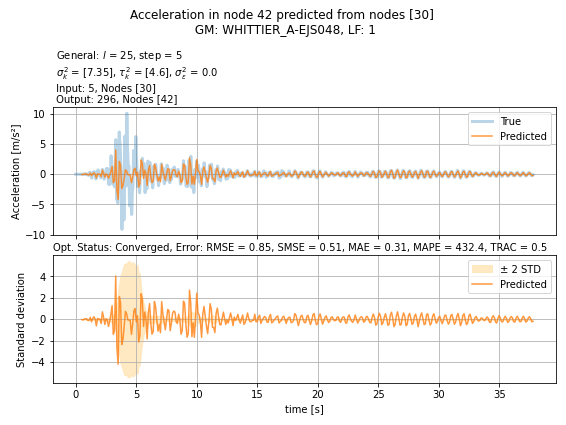 Acceleration in node 42 predicted from nodes [30]
GM: WHITTIER_A-EJS048, LF: 1
General: l = 25, step = 5
σ²ₖ = [7.35], τ²ₖ = [4.6], σ²ε = 0.0
Input: 5, Nodes [30]
Output: 296, Nodes [42]
Acceleration [m/s²]
10
5
0
−5
−10
True
Predicted
Opt. Status: Converged, Error: RMSE = 0.85, SMSE = 0.51, MAE = 0.31, MAPE = 432.4, TRAC = 0.5
Standard deviation
4
2
0
−2
−4
± 2 STD
Predicted
0 5 10 15 20 25 30 35
time [s]